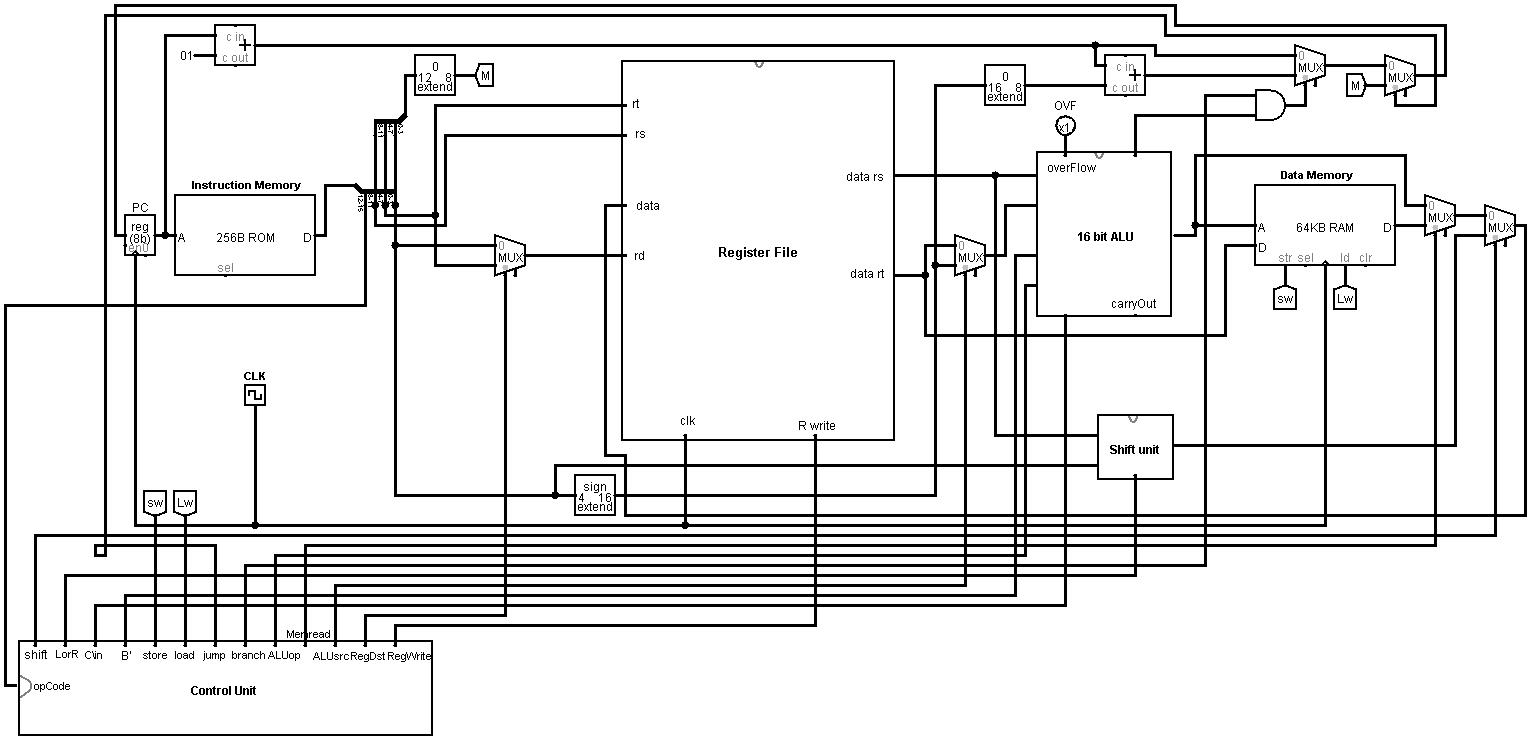 c in
+
c out
01
0
12 8
extend
M
rt
rs
data
rd
data rs
data rt
Register File
clk
R write
0
16 8
extend
c in
+
c out
0
MUX
M
0
MUX
OVF
x1
overFlow
16 bit ALU
carryOut
Instruction Memory
PC
reg
(8b)
en0
A
256B ROM
D
sel
12-15
0
MUX
0
MUX
Data Memory
A
64KB RAM
D
D
str sel ld clr
sw
Lw
0
MUX
0
MUX
CLK
Shift unit
sign
4 16
extend
sw
Lw
Memread
shift LorR C\in B' store load jump branch ALUop ALUsrc RegDst RegWrite
opCode
Control Unit